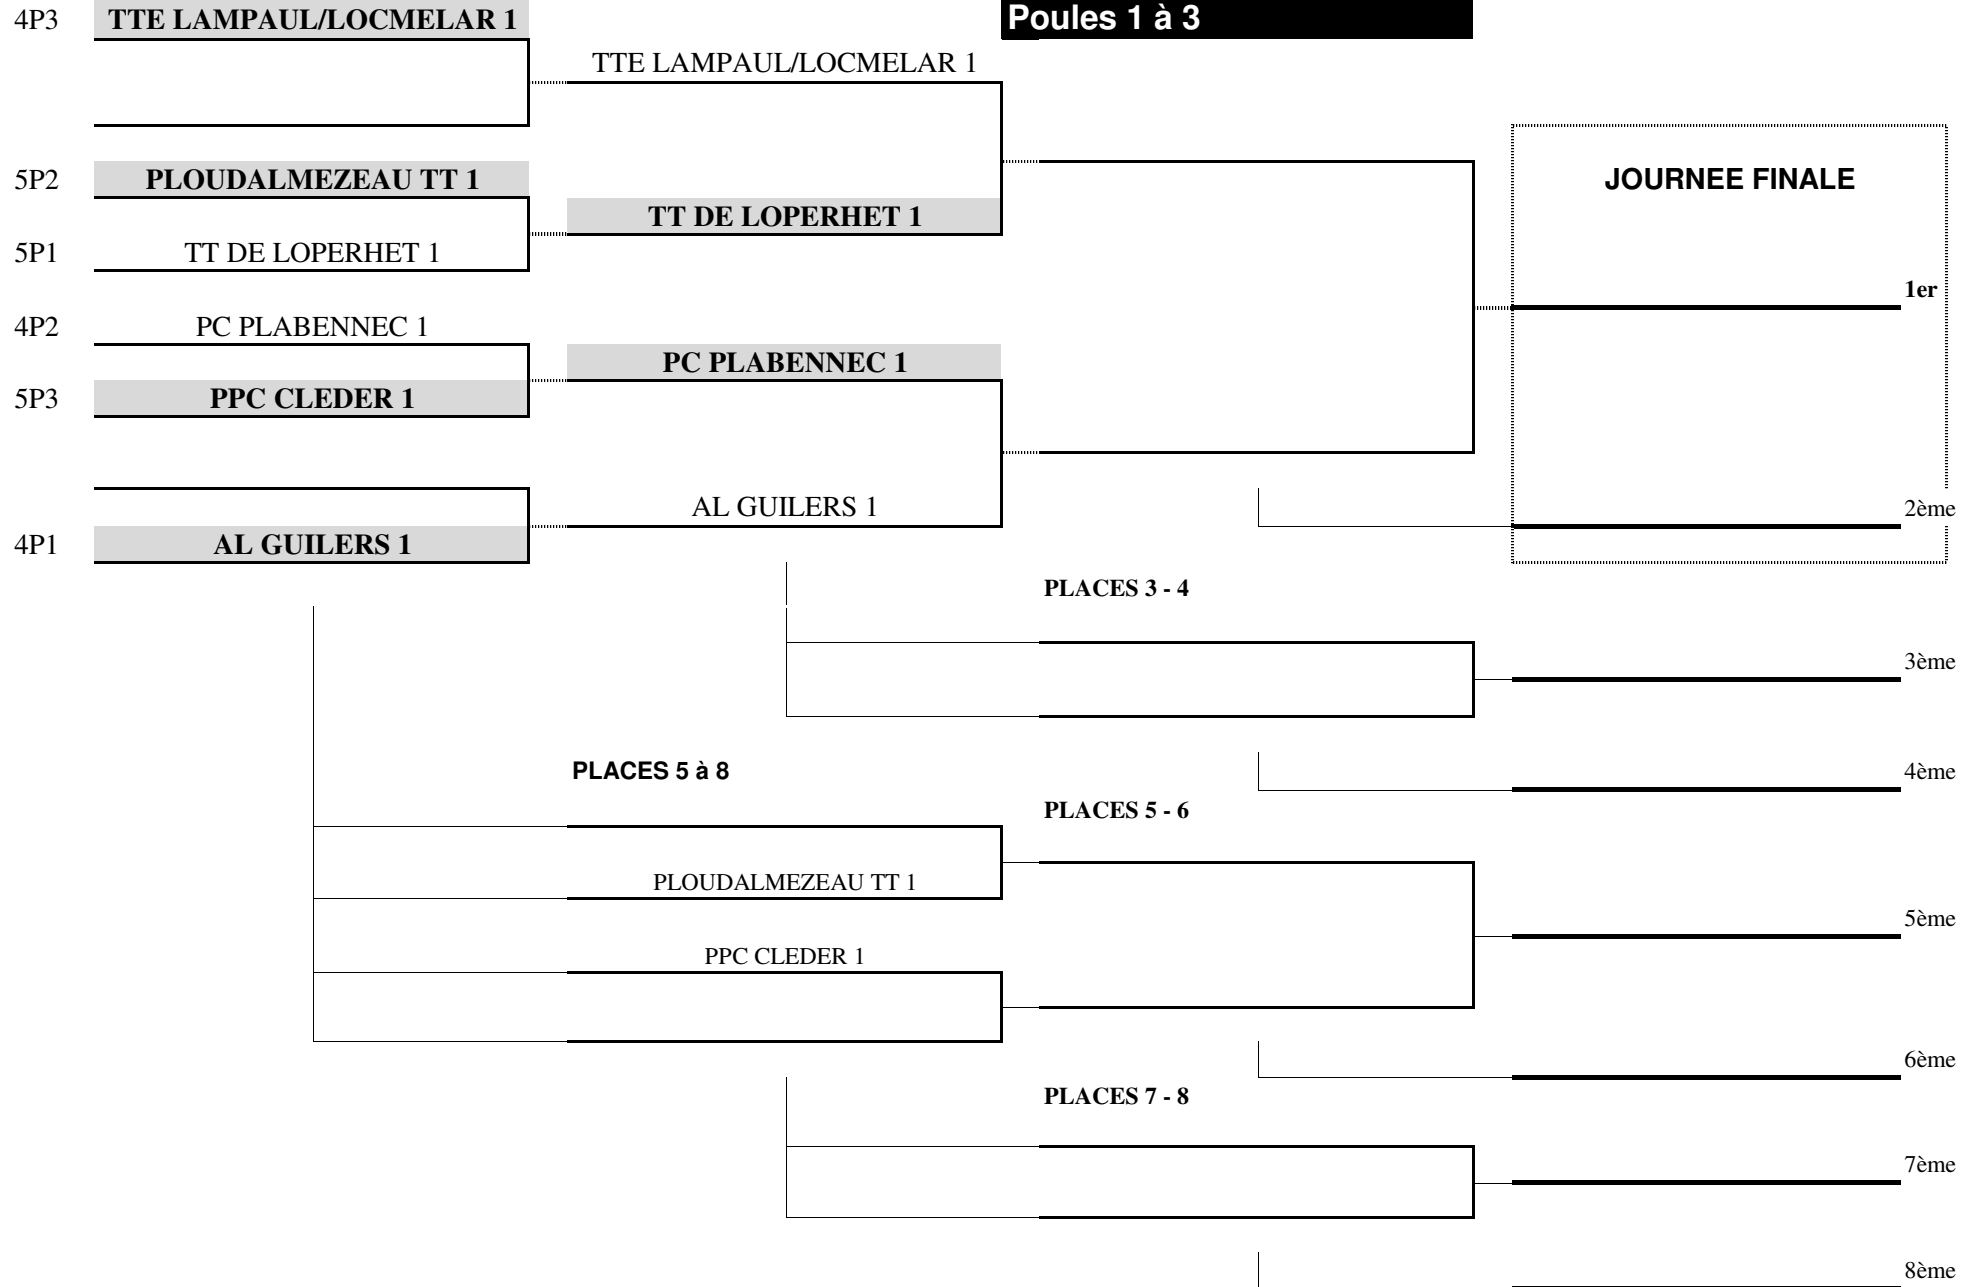 4P3 TTE LAMPAUL/LOCMELAR 1 Poules 1 à 3
TTE LAMPAUL/LOCMELAR 1
5P2 PLOUDALMEZEAU TT 1 JOURNEE FINALE
TT DE LOPERHET 1
5P1 TT DE LOPERHET 1
1er
4P2 PC PLABENNEC 1
PC PLABENNEC 1
5P3 PPC CLEDER 1
AL GUILERS 1 2ème
4P1 AL GUILERS 1
PLACES 3 - 4
3ème
PLACES 5 à 8 4ème
PLACES 5 - 6
PLOUDALMEZEAU TT 1
5ème
PPC CLEDER 1
6ème
PLACES 7 - 8
7ème
8ème